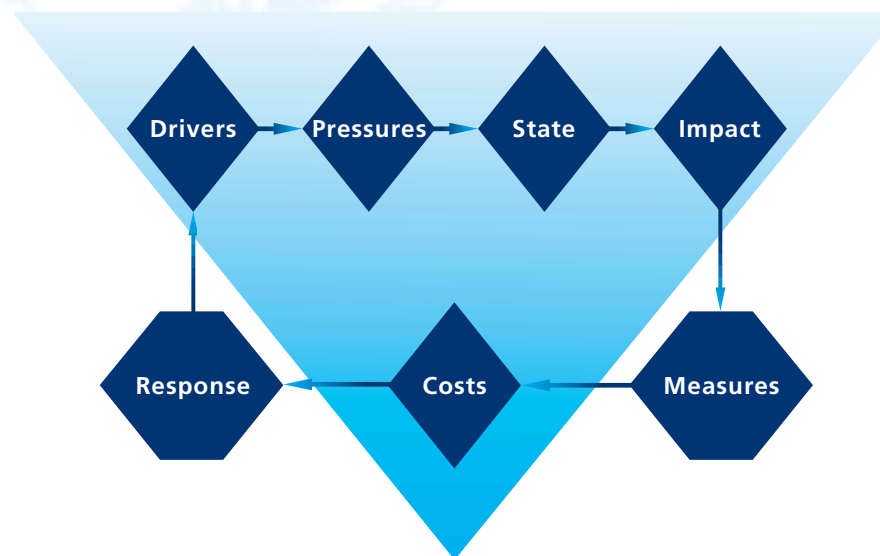 Drivers
Pressures
State
Impact
Response
Costs
Measures